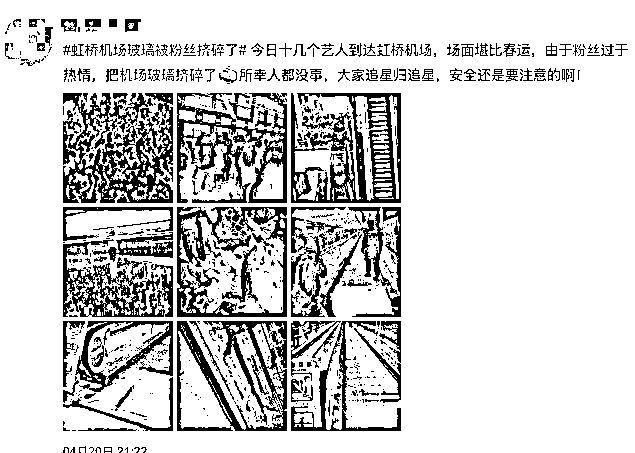 #虹桥机场玻璃被粉丝挤碎了# 今日十几个艺人到达虹桥机场，场面堪比春运，由于粉丝过于
热情，把机场玻璃挤碎了所幸人都没事，大家追星归追星，安全还是要注意的啊！
04月20日 21:22